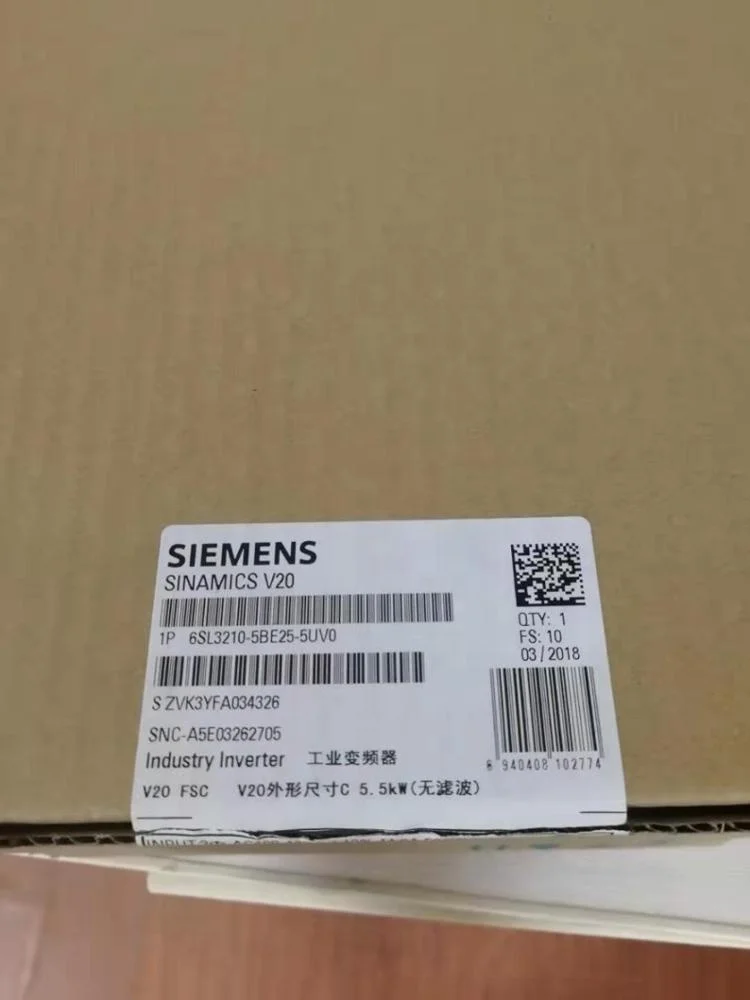 SIEMENS
SINAMICS V20
1P 6SL3210-5BE25-5UV0
S ZVK3YFA034326
SNC-A5E03262705
Industry Inverter 工业变频器
V20 FSC V20外形尺寸C 5.5kW(无滤波)
QTY: 1
FS: 10
03/2018
6 940408 102774